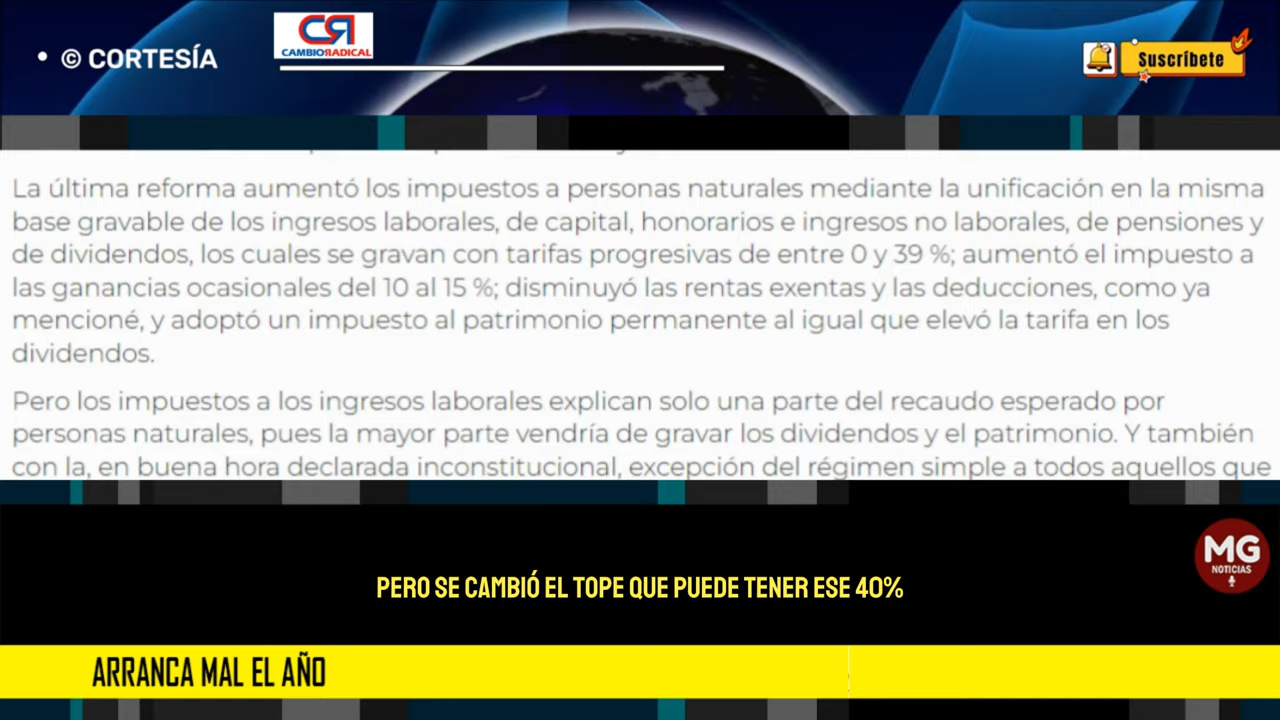 • © CORTESÍA
CR
CAMBIO RADICAL
Suscríbete
La última reforma aumentó los impuestos a personas naturales mediante la unificación en la misma
base gravable de los ingresos laborales, de capital, honorarios e ingresos no laborales, de pensiones y
de dividendos, los cuales se gravan con tarifas progresivas de entre 0 y 39 %; aumentó el impuesto a
las ganancias ocasionales del 10 al 15 %; disminuyó las rentas exentas y las deducciones, como ya
mencioné, y adoptó un impuesto al patrimonio permanente al igual que elevó la tarifa en los
dividendos.
Pero los impuestos a los ingresos laborales explican solo una parte del recaudo esperado por
personas naturales, pues la mayor parte vendría de gravar los dividendos y el patrimonio. Y también
con la, en buena hora declarada inconstitucional, excepción del régimen simple a todos aquellos que
MG
NOTICIAS
PERO SE CAMBIÓ EL TOPE QUE PUEDE TENER ESE 40%
ARRANCA MAL EL AÑO